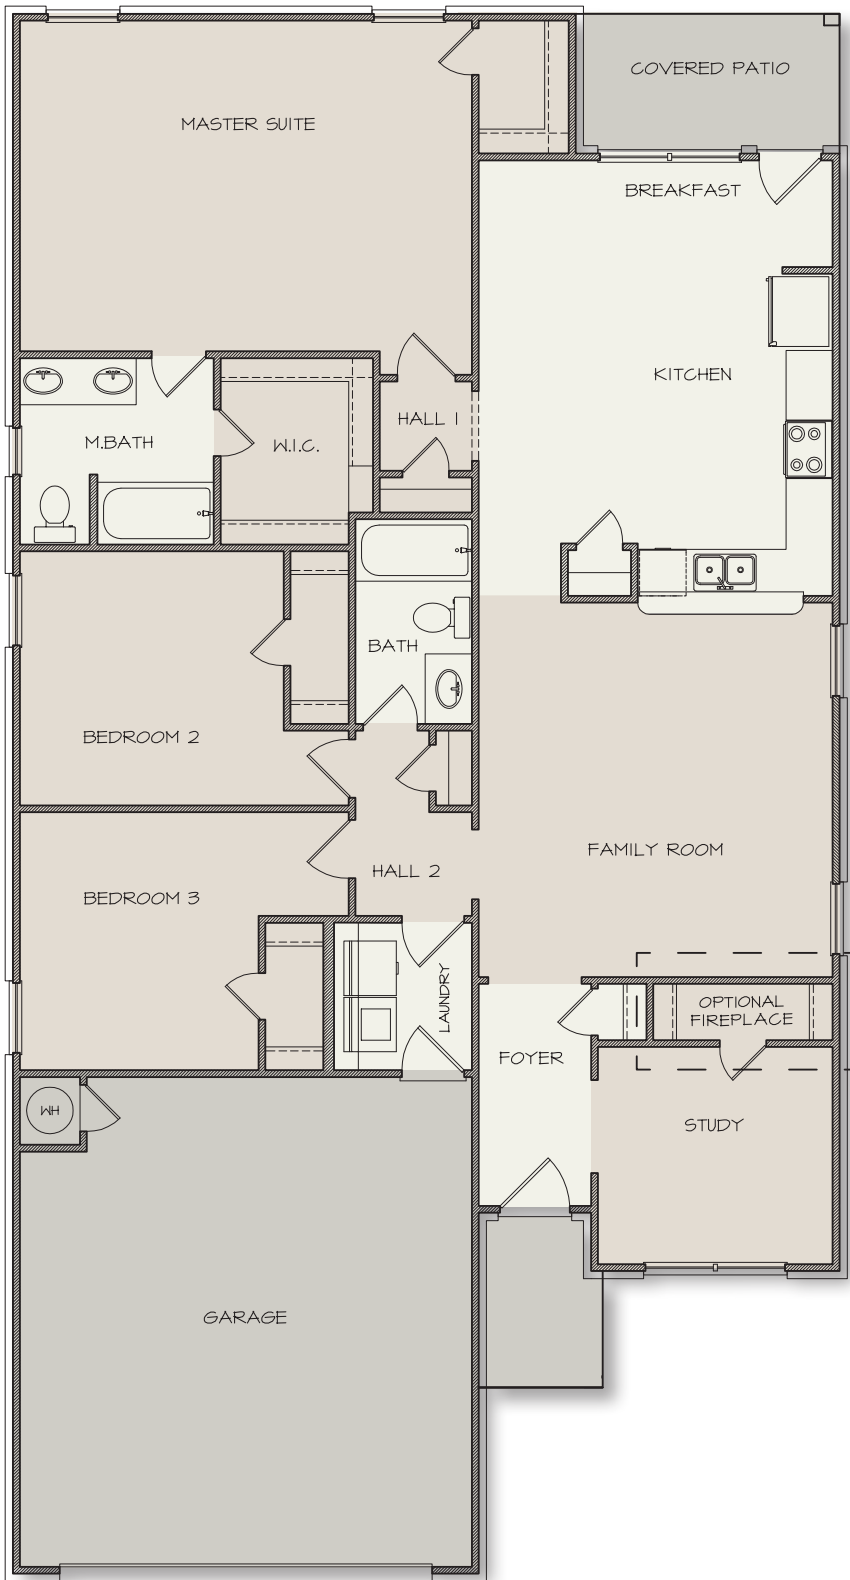 COVERED PATIO
MASTER SUITE
BREAKFAST
KITCHEN
HALL 1
M.BATH
W.I.C.
BATH
BEDROOM 2
FAMILY ROOM
HALL 2
BEDROOM 3
LAUNDRY
OPTIONAL
FIREPLACE
FOYER
WH
STUDY
GARAGE